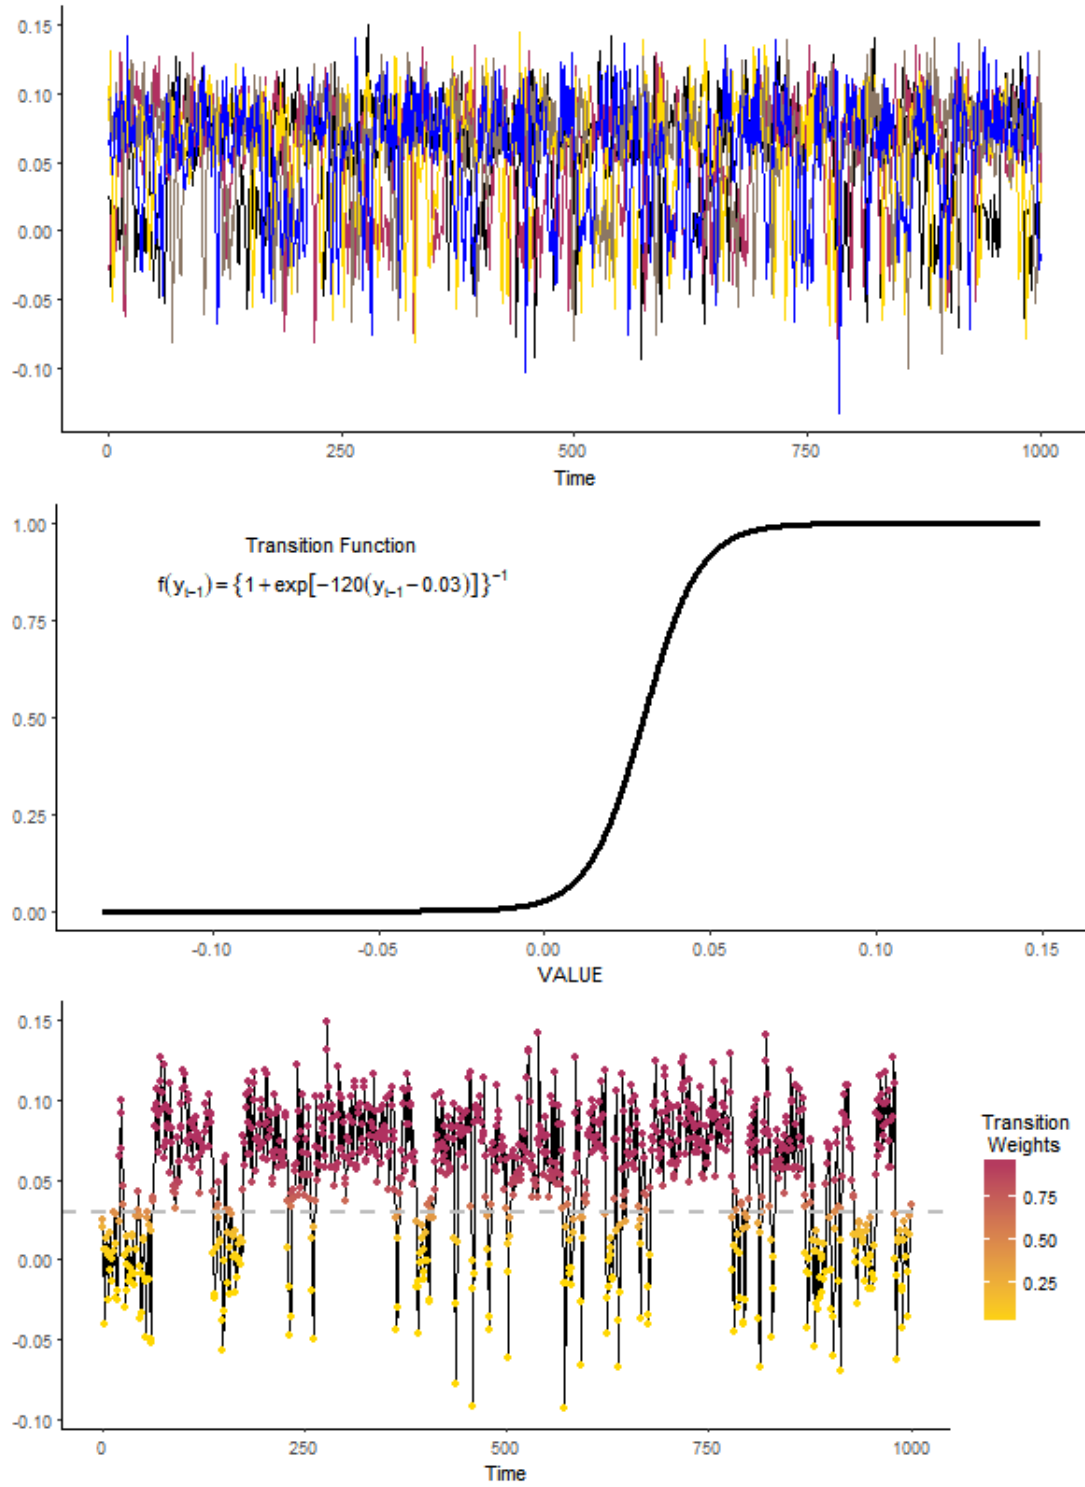 0.15
0.10
0.05
0.00
-0.05
-0.10
0 250 500 750 1000
Time
1.00
0.75
0.50
0.25
0.00
Transition Function
f(yₜ₋₁) = {1 + exp[−120(yₜ₋₁ − 0.03)]}⁻¹
-0.10 -0.05 0.00 0.05 0.10 0.15
VALUE
0.15
0.10
0.05
0.00
-0.05
-0.10
0 250 500 750 1000
Time
Transition
Weights
0.75
0.50
0.25